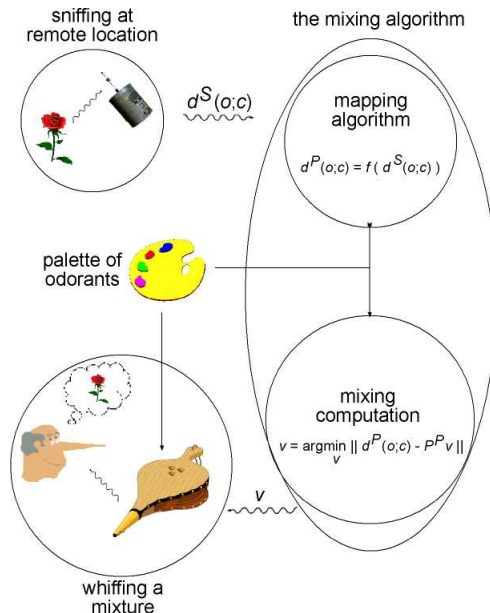 sniffing at
remote location
the mixing algorithm
d^S(o;c)
mapping
algorithm
d^P(o;c) = f ( d^S(o;c) )
palette of
odorants
mixing
computation
v = argmin || d^P(o;c) - P^P v ||
v
v
whiffing a
mixture